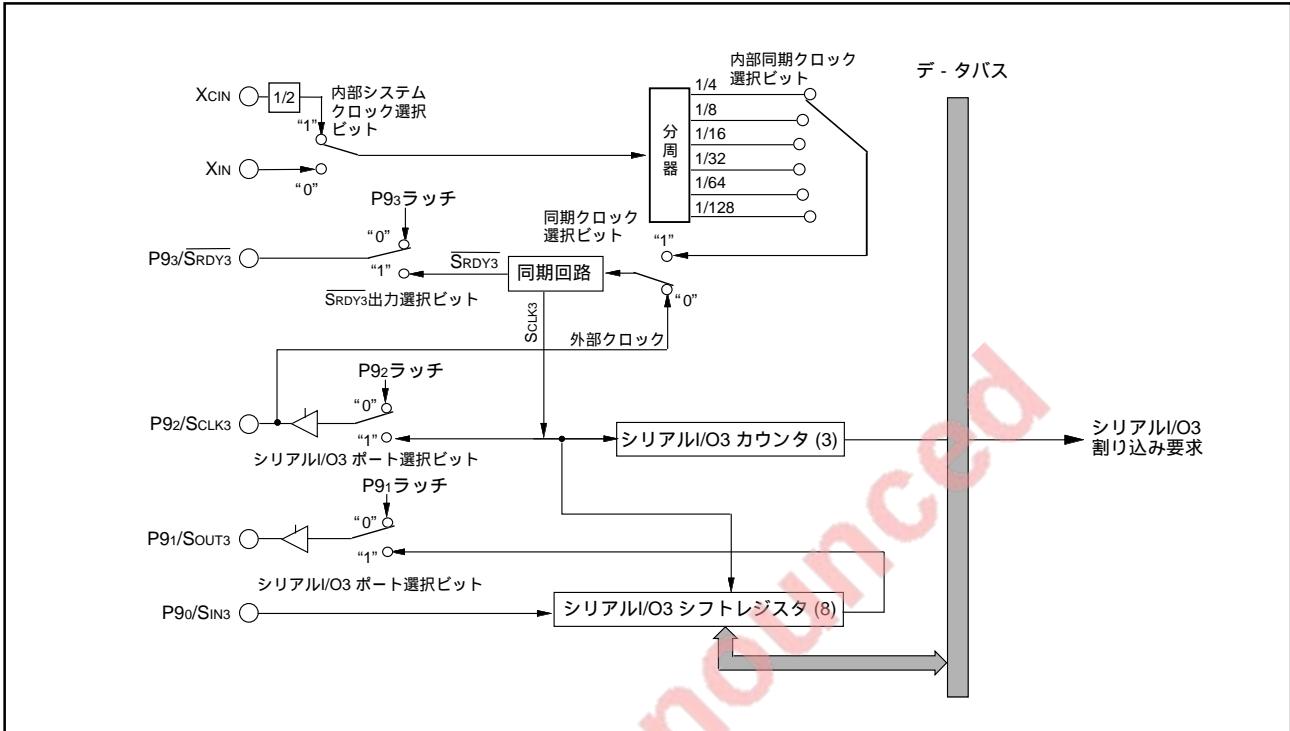 XCIN
1/2
内部システム
クロック選択
ビット
“1”
XIN
“0”
分周器
1/4
1/8
1/16
1/32
1/64
1/128
内部同期クロック
選択ビット
デ - タバス
P93ラッチ
“0”
P93/SRDY3
“1”
SRDY3
SRDY3出力選択ビット
同期回路
同期クロック
選択ビット
“1”
“0”
SCLK3
外部クロック
P92ラッチ
“0”
P92/SCLK3
“1”
シリアルI/O3 ポート選択ビット
シリアルI/O3 カウンタ (3)
シリアルI/O3
割り込み要求
P91ラッチ
“0”
P91/SOUT3
“1”
シリアルI/O3 ポート選択ビット
P90/SIN3
シリアルI/O3 シフトレジスタ (8)
nounced